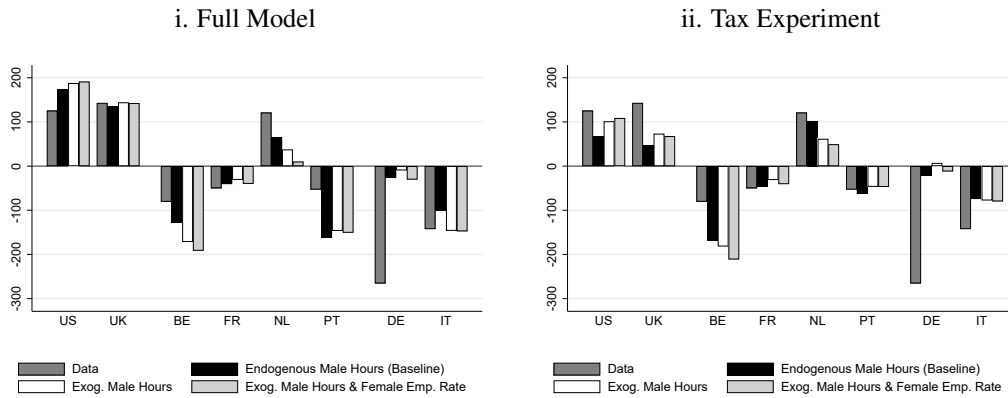 i. Full Model
200
100
0
-100
-200
-300
US UK BE FR NL PT DE IT
Data
Endogenous Male Hours (Baseline)
Exog. Male Hours
Exog. Male Hours & Female Emp. Rate
ii. Tax Experiment
200
100
0
-100
-200
-300
US UK BE FR NL PT DE IT
Data
Endogenous Male Hours (Baseline)
Exog. Male Hours
Exog. Male Hours & Female Emp. Rate